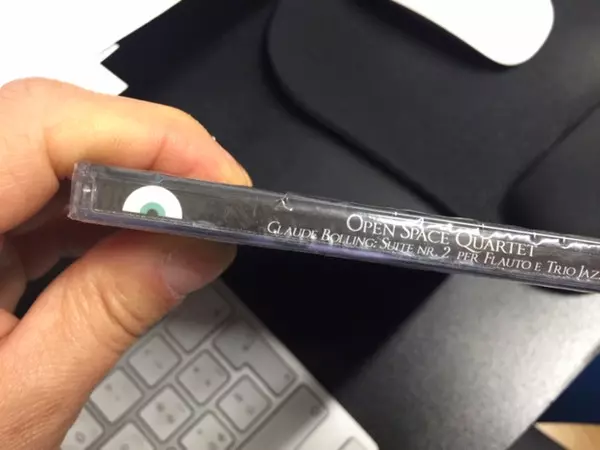 OPEN SPACE QUARTET
CLAUDE BOLLING: SUITE NR. 2 PER FLAUTO E TRIO JAZZ